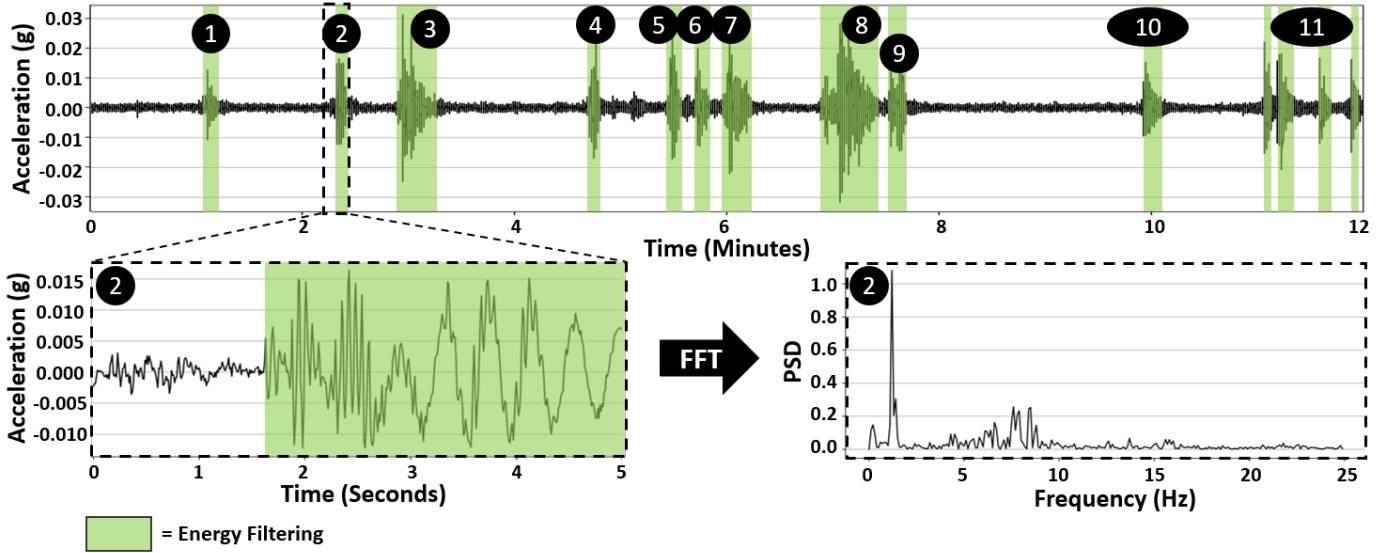 0.03
0.02
0.01
0.00
-0.01
-0.02
-0.03
Acceleration (g)
1
2
3
4
5
6
7
8
9
10
11
0 2 4 6 8 10 12
Time (Minutes)
2
0.015
0.010
0.005
0.000
-0.005
-0.010
Acceleration (g)
0 1 2 3 4 5
Time (Seconds)
FFT
2
1.0
0.8
0.6
0.4
0.2
0.0
PSD
0 5 10 15 20 25
Frequency (Hz)
= Energy Filtering